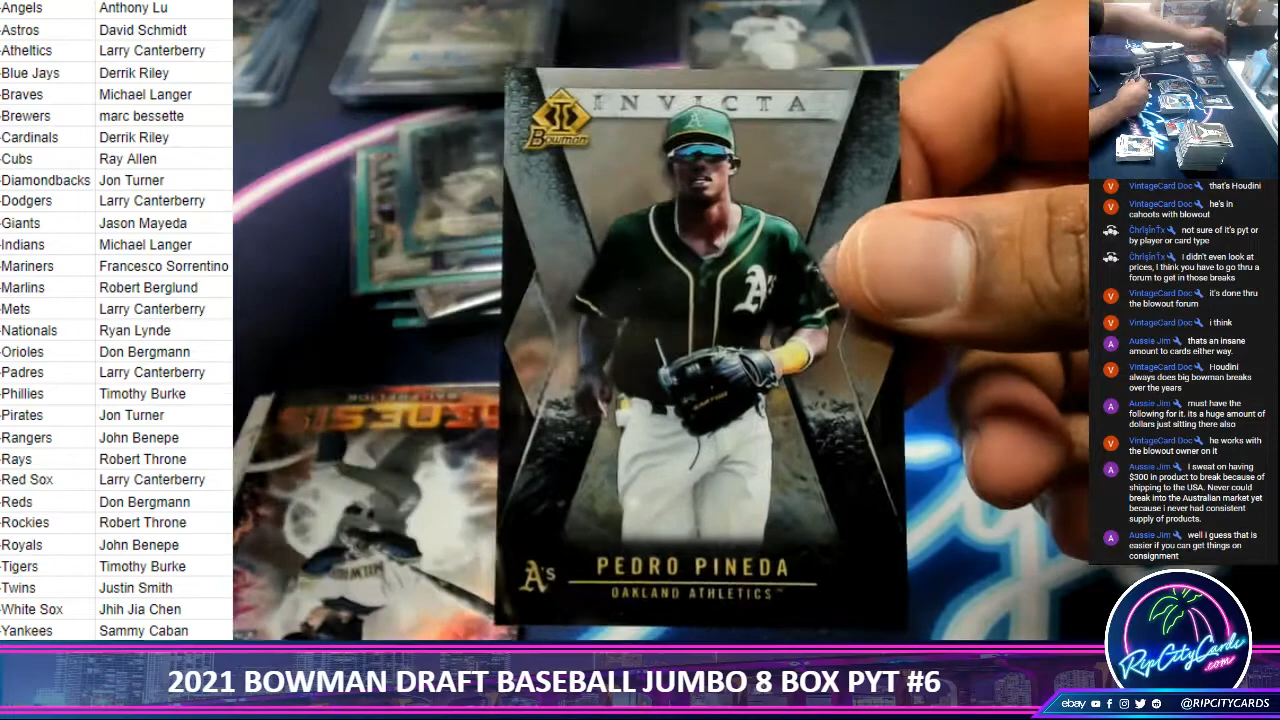 -Angels Anthony Lu
-Astros David Schmidt
-Atheltics Larry Canterberry
-Blue Jays Derrik Riley
-Braves Michael Langer
-Brewers marc bessette
-Cardinals Derrik Riley
-Cubs Ray Allen
-Diamondbacks Jon Turner
-Dodgers Larry Canterberry
-Giants Jason Mayeda
-Indians Michael Langer
-Mariners Francesco Sorrentino
-Marlins Robert Berglund
-Mets Larry Canterberry
-Nationals Ryan Lynde
-Orioles Don Bergmann
-Padres Larry Canterberry
-Phillies Timothy Burke
-Pirates Jon Turner
-Rangers John Benepe
-Rays Robert Throne
-Red Sox Larry Canterberry
-Reds Don Bergmann
-Rockies Robert Throne
-Royals John Benepe
-Tigers Timothy Burke
-Twins Justin Smith
-White Sox Jhih Jia Chen
-Yankees Sammy Caban
INVICTA
Bowman
A's
PEDRO PINEDA
A's
OAKLAND ATHLETICS™
GENESIS
VintageCard Doc that's Houdini
VintageCard Doc he's in
cahoots with blowout
ČhrĭşĭnŤx not sure of it's pyt or
by player or card type
ČhrĭşĭnŤx I didn't even look at
prices, I think you have to go thru a
forum to get in those breaks
VintageCard Doc it's done thru
the blowout forum
VintageCard Doc i think
Aussie Jim thats an insane
amount to cards either way.
VintageCard Doc Houdini
always does big bowman breaks
over the years
Aussie Jim must have the
following for it. its a huge amount of
dollars just sitting there also
VintageCard Doc he works with
the blowout owner on it
Aussie Jim I sweat on having
$300 in product to break because of
shipping to the USA. Never could
break into the Australian market yet
because i never had consistent
supply of products.
Aussie Jim well i guess that is
easier if you can get things on
consignment
RipCityCards
.com
2021 BOWMAN DRAFT BASEBALL JUMBO 8 BOX PYT #6
ebay @RIPCITYCARDS